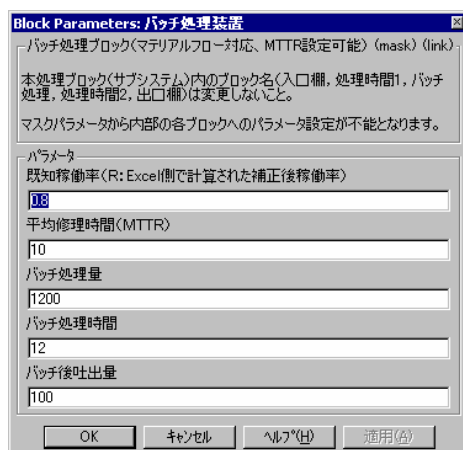 Block Parameters: バッチ処理装置
バッチ処理ブロック(マテリアルフロー対応、MTTR設定可能) (mask) (link)
本処理ブロック(サブシステム)内のブロック名(入口棚, 処理時間1, バッチ
処理, 処理時間2, 出口棚)は変更しないこと。
マスクパラメータから内部の各ブロックへのパラメータ設定が不能となります。
パラメータ
既知稼働率(R:Excel側で計算された補正後稼働率)
0.8
平均修理時間(MTTR)
10
バッチ処理量
1200
バッチ処理時間
12
バッチ後吐出量
100
OK キャンセル ヘルプ(H) 適用(A)